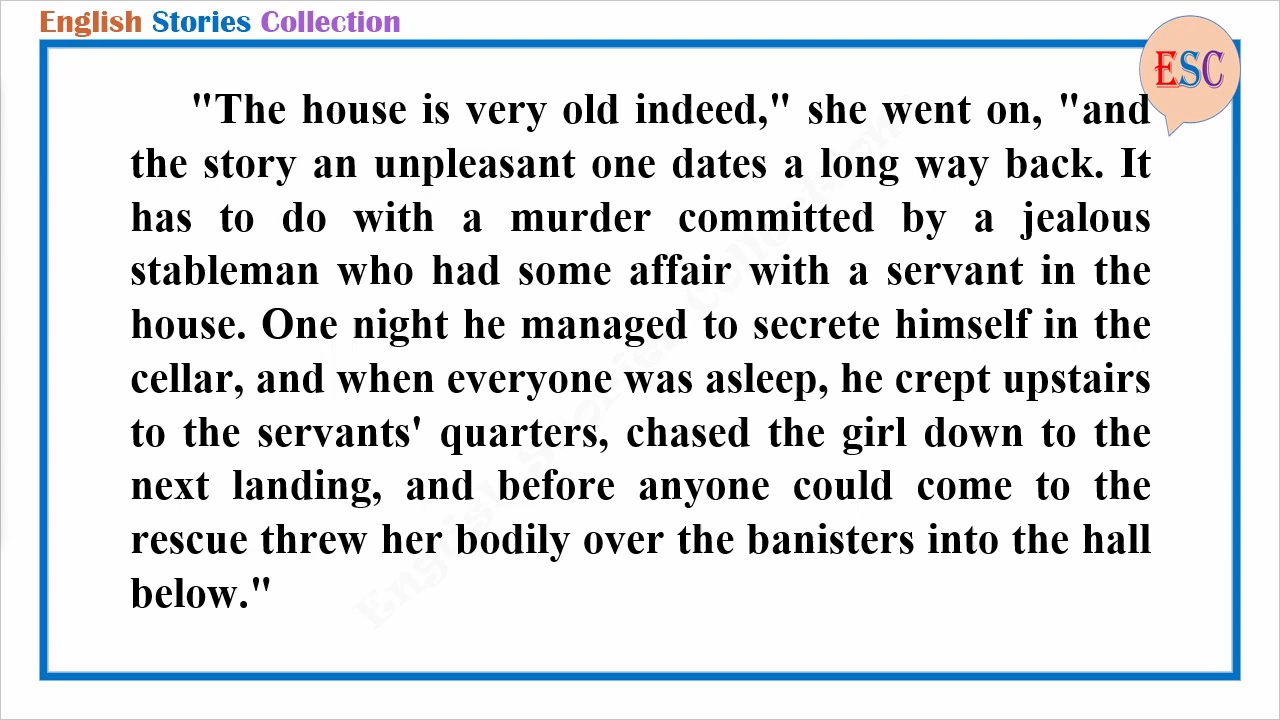 English Stories Collection
ESC
"The house is very old indeed," she went on, "and
the story an unpleasant one dates a long way back. It
has to do with a murder committed by a jealous
stableman who had some affair with a servant in the
house. One night he managed to secrete himself in the
cellar, and when everyone was asleep, he crept upstairs
to the servants' quarters, chased the girl down to the
next landing, and before anyone could come to the
rescue threw her bodily over the banisters into the hall
below."
English Stories Collection